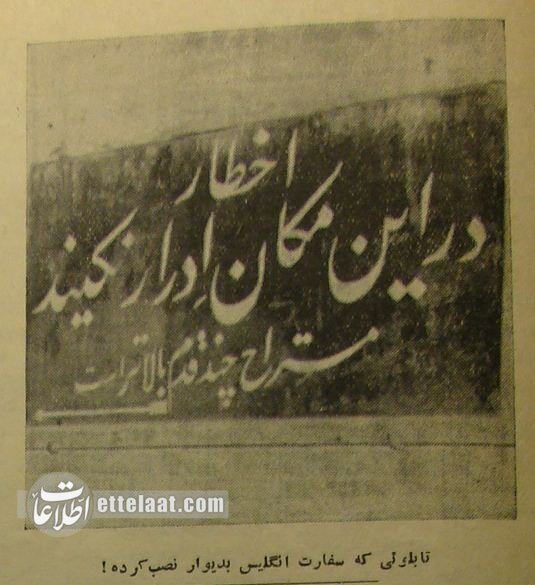 اخطار
در این مکان اِدرار نکنید
مستراح چند قدم بالاتر است
اطلاعات
ettelaat.com
تابلوئی که سفارت انگلیس بدیوار نصب کرده!